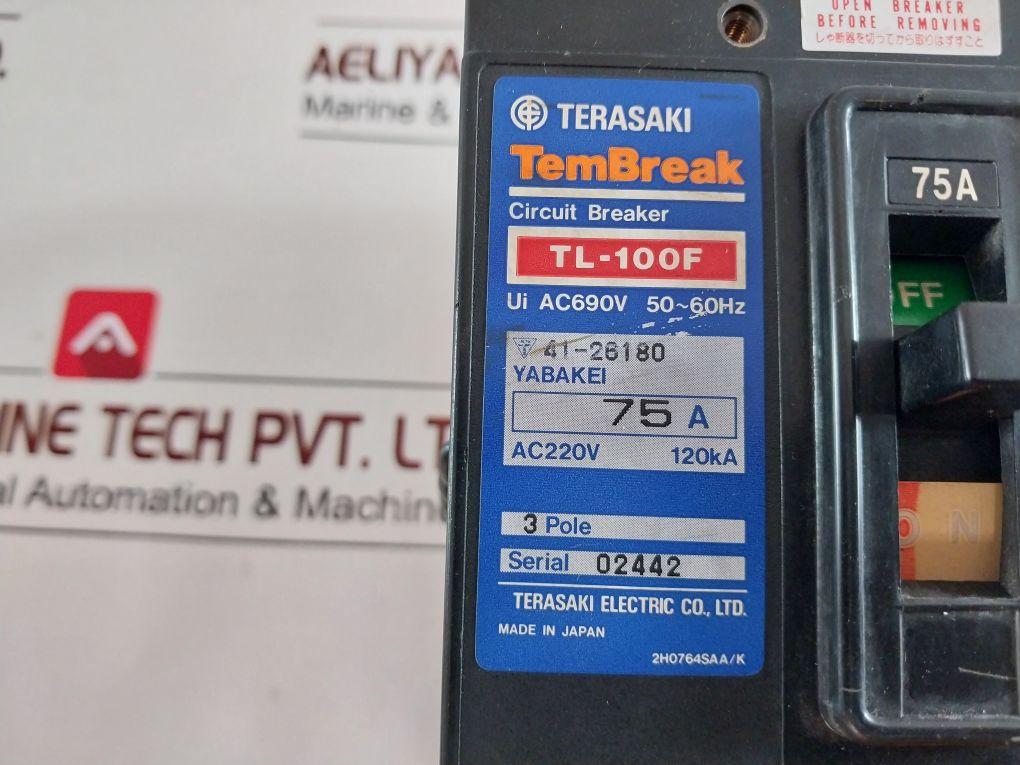 AELIYA
Marine &
INE TECH PVT. LT
al Automation & Machin
OPEN BREAKER
BEFORE REMOVING
しゃ断器を切ってから取りはずすこと
TERASAKI
TemBreak
Circuit Breaker
TL-100F
Ui AC690V 50~60Hz
41-26180
YABAKEI
75 A
AC220V 120kA
3 Pole
Serial 02442
TERASAKI ELECTRIC CO., LTD.
MADE IN JAPAN
2H0764SAA/K
75A
OFF
ON